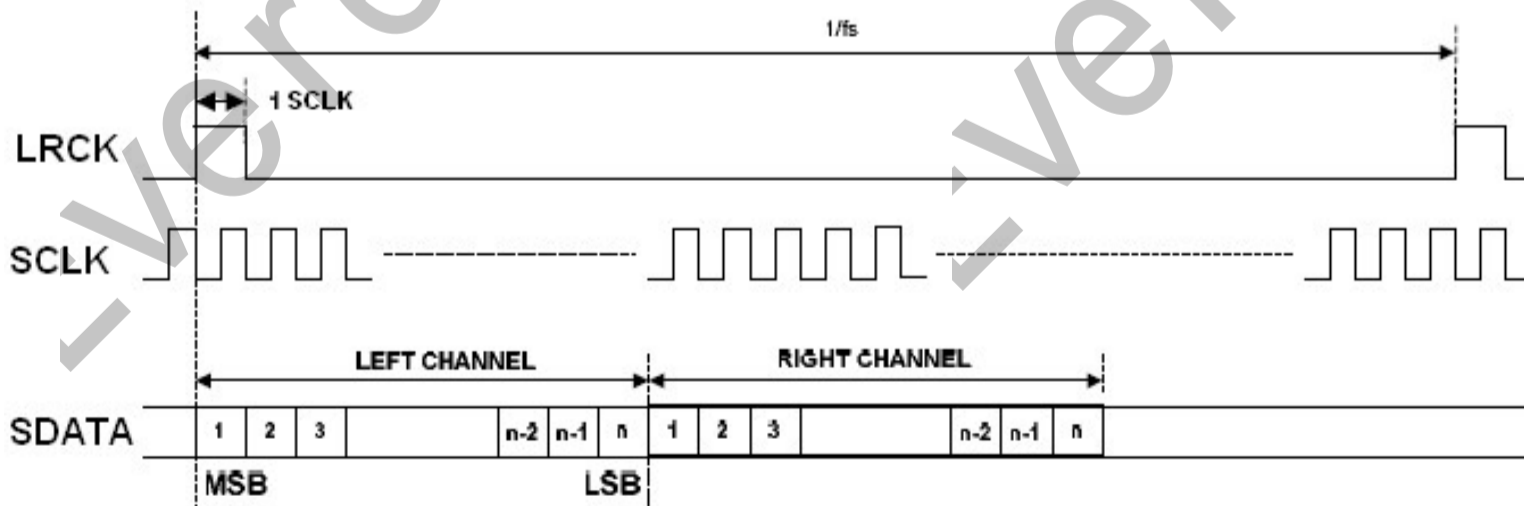 1/fs
1 SCLK
LRCK
SCLK
LEFT CHANNEL RIGHT CHANNEL
SDATA 1 2 3 n-2 n-1 n 1 2 3 n-2 n-1 n
MSB LSB